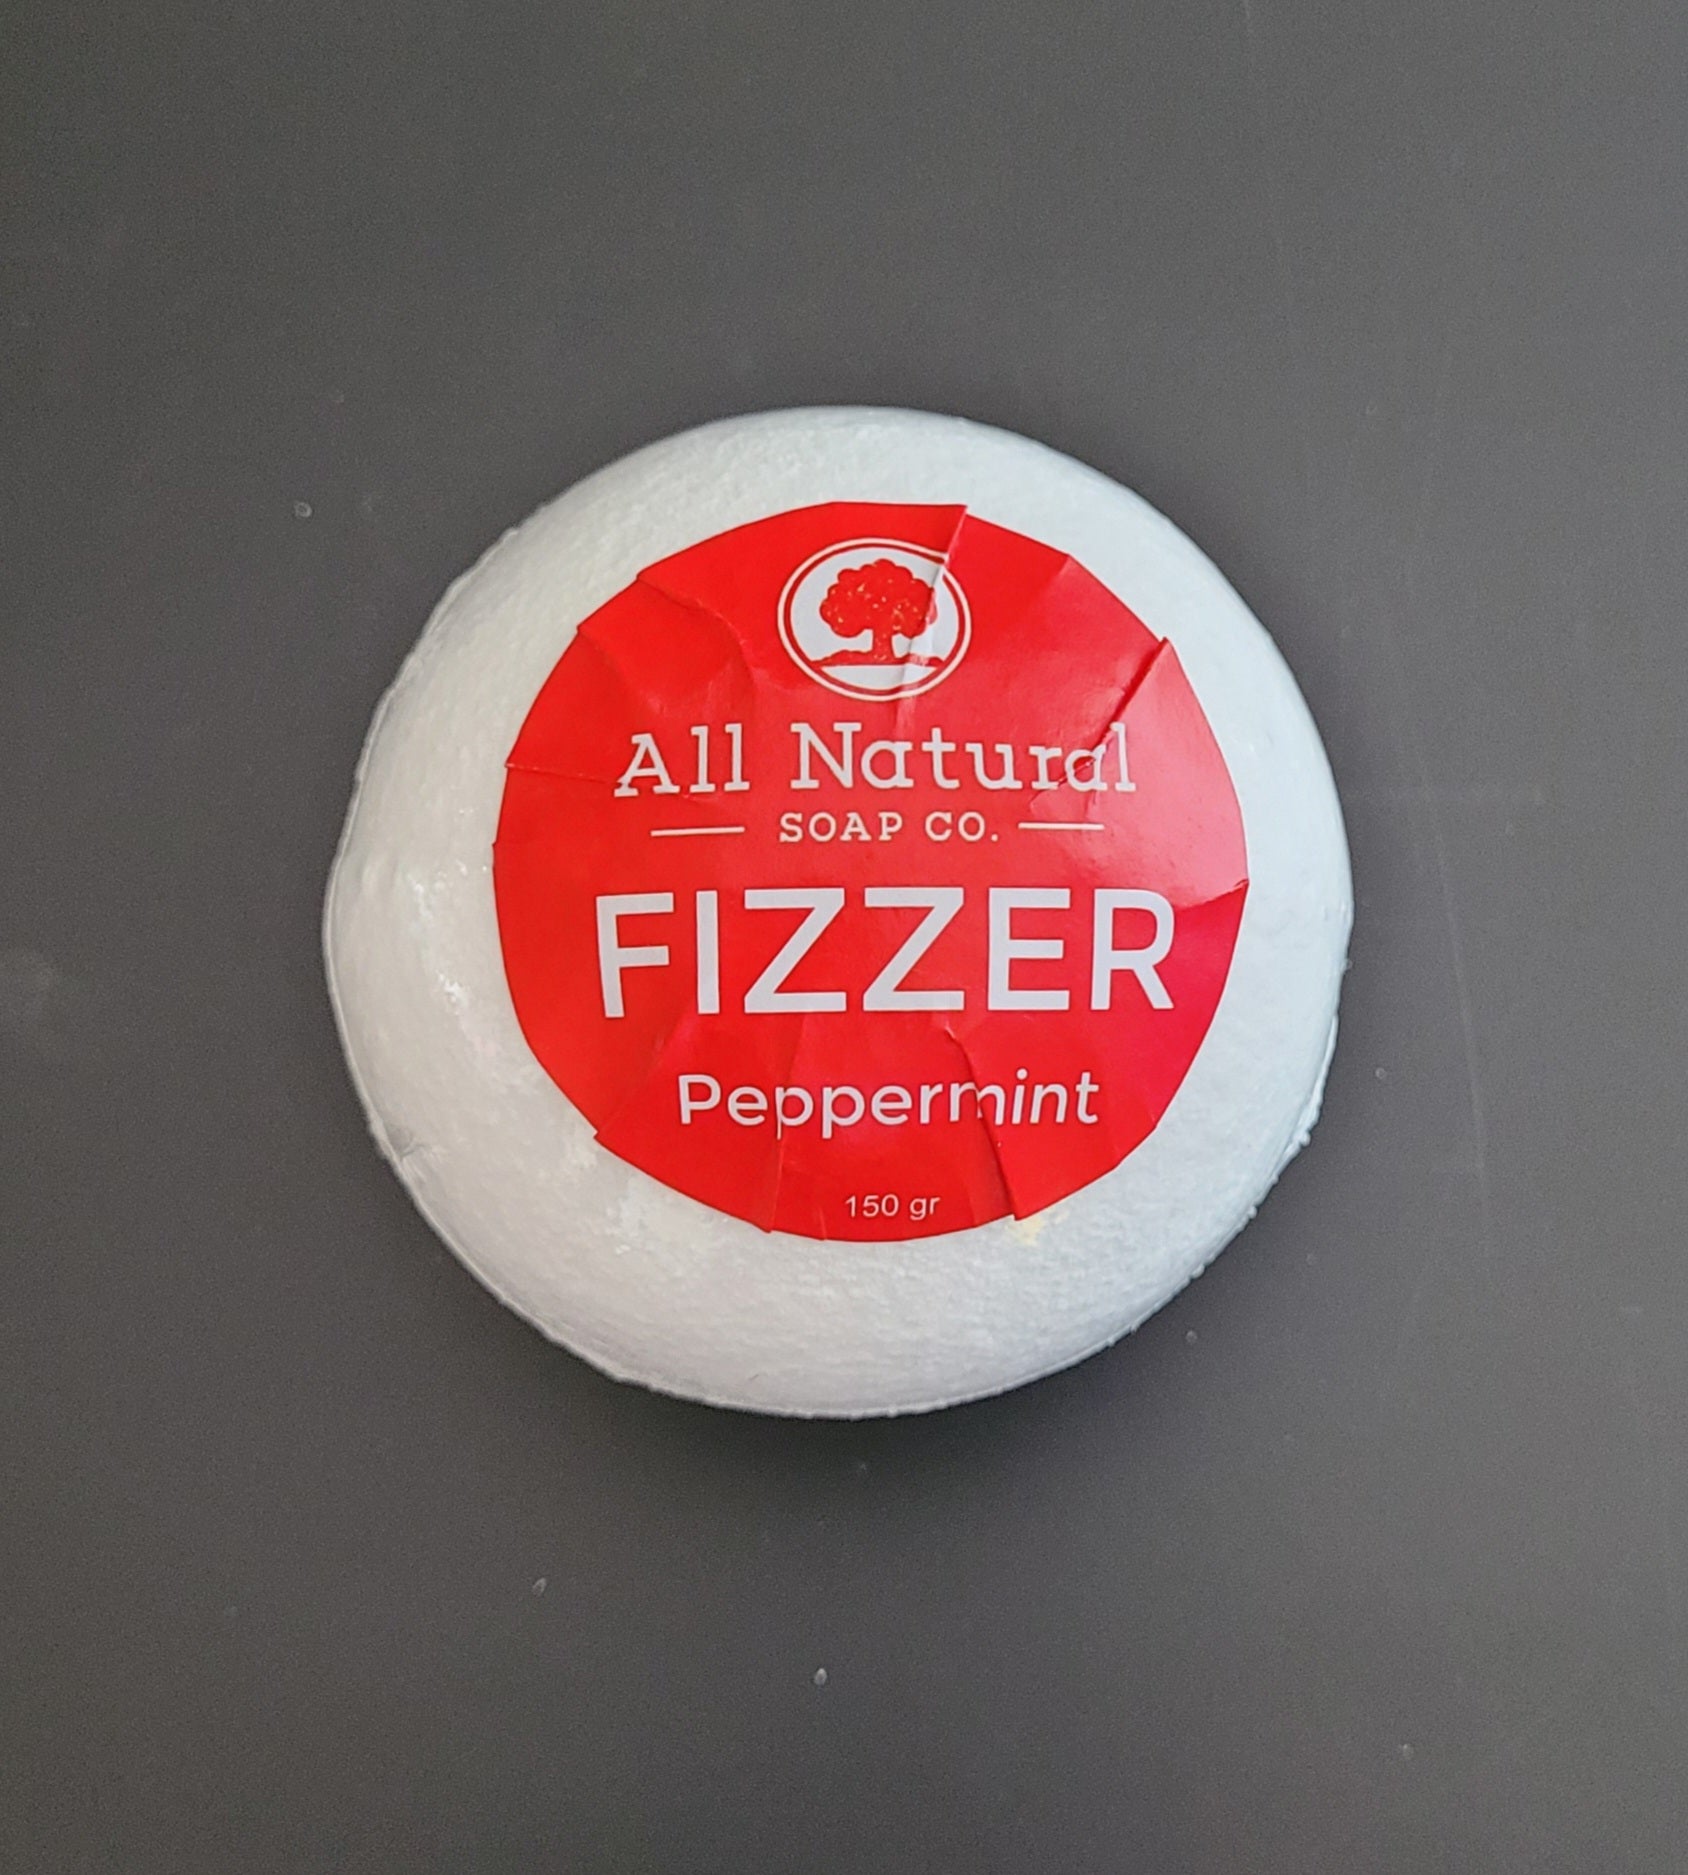 All Natural
SOAP CO.
FIZZER
Peppermint
150 gr